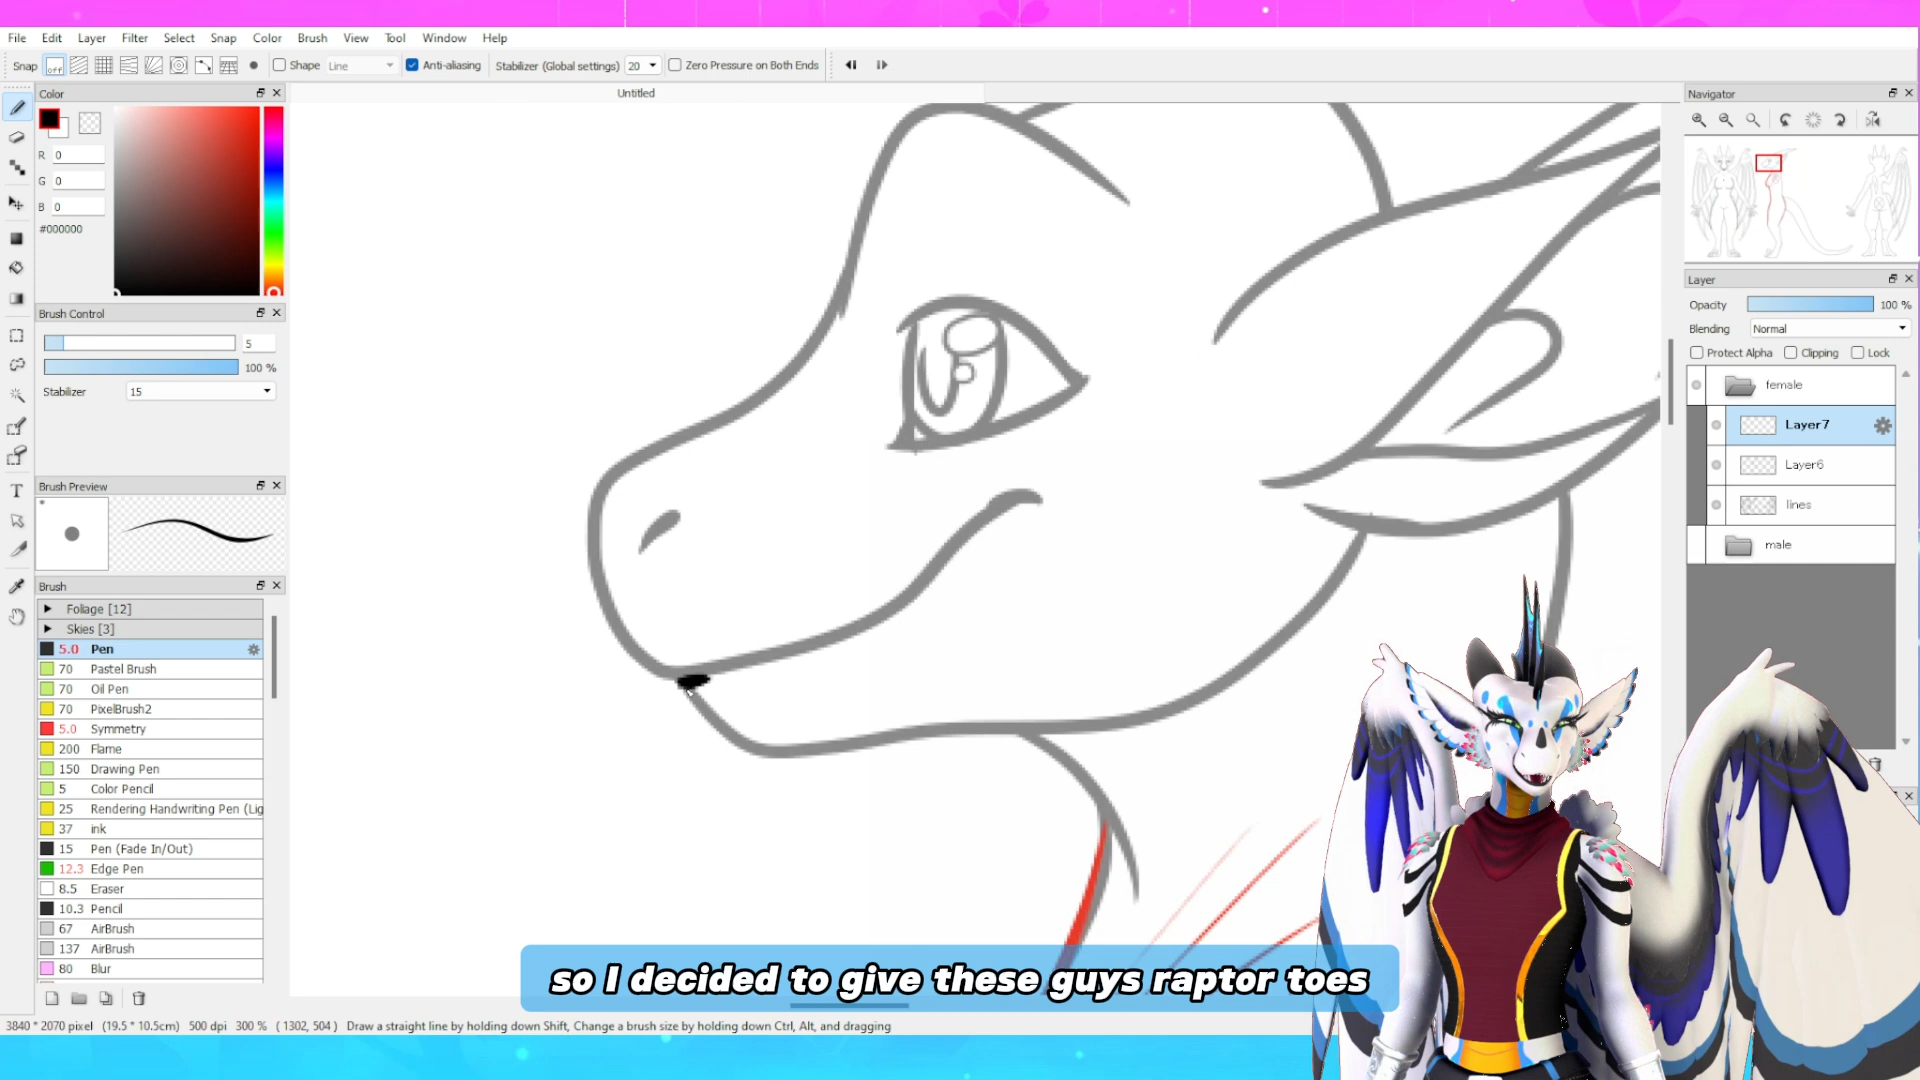 File Edit Layer Filter Select Snap Color Brush View Tool Window Help
Snap off Shape Line Anti-aliasing Stabilizer (Global settings) 20 Zero Pressure on Both Ends
Color
Untitled
Navigator
R 0
G 0
B 0
#000000
Brush Control
5
100 %
Stabilizer 15
Brush Preview
Brush
Foliage [12]
Skies [3]
5.0 Pen
70 Pastel Brush
70 Oil Pen
70 PixelBrush2
5.0 Symmetry
200 Flame
150 Drawing Pen
5 Color Pencil
25 Rendering Handwriting Pen (Lig
37 ink
15 Pen (Fade In/Out)
12.3 Edge Pen
8.5 Eraser
10.3 Pencil
67 AirBrush
137 AirBrush
80 Blur
Layer
Opacity 100 %
Blending Normal
Protect Alpha Clipping Lock
female
Layer7
Layer6
lines
male
so I decided to give these guys raptor toes
3840 * 2070 pixel (19.5 * 10.5cm) 500 dpi 300 % ( 1302, 504 ) Draw a straight line by holding down Shift, Change a brush size by holding down Ctrl, Alt, and dragging